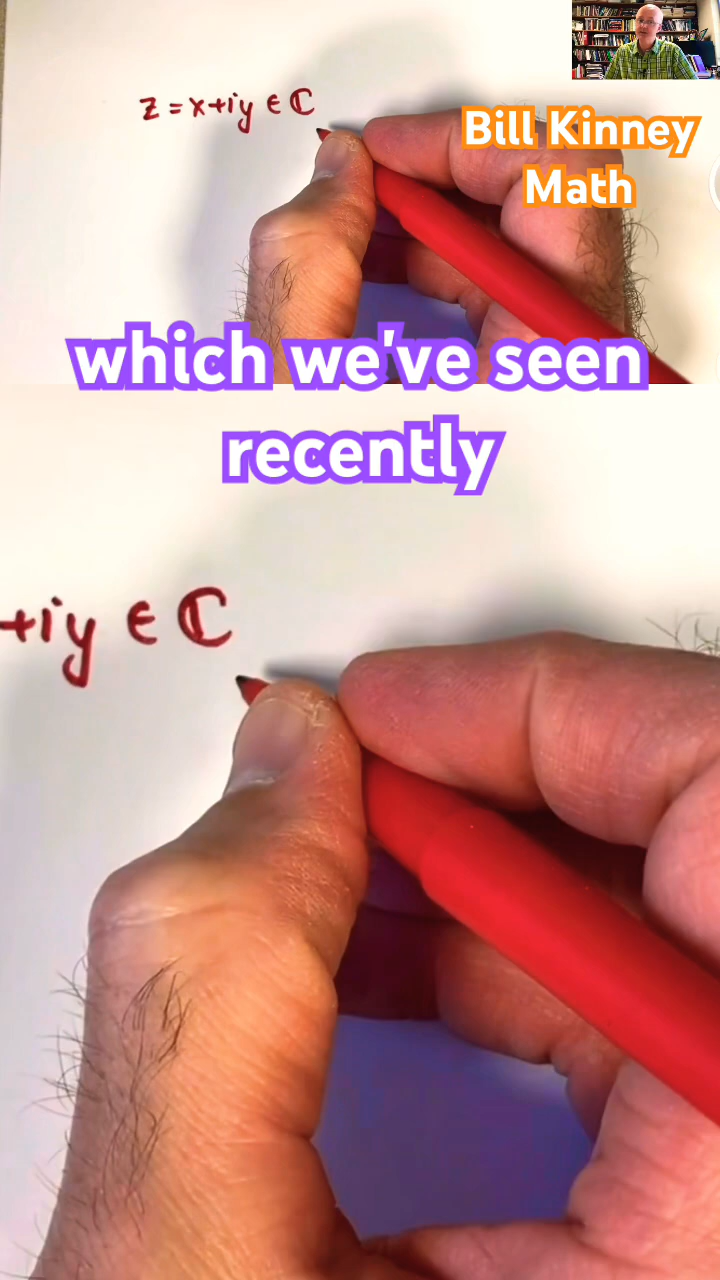 z = x+iy ∈ ℂ
Bill Kinney
Math
which we've seen
recently
+iy ∈ ℂ